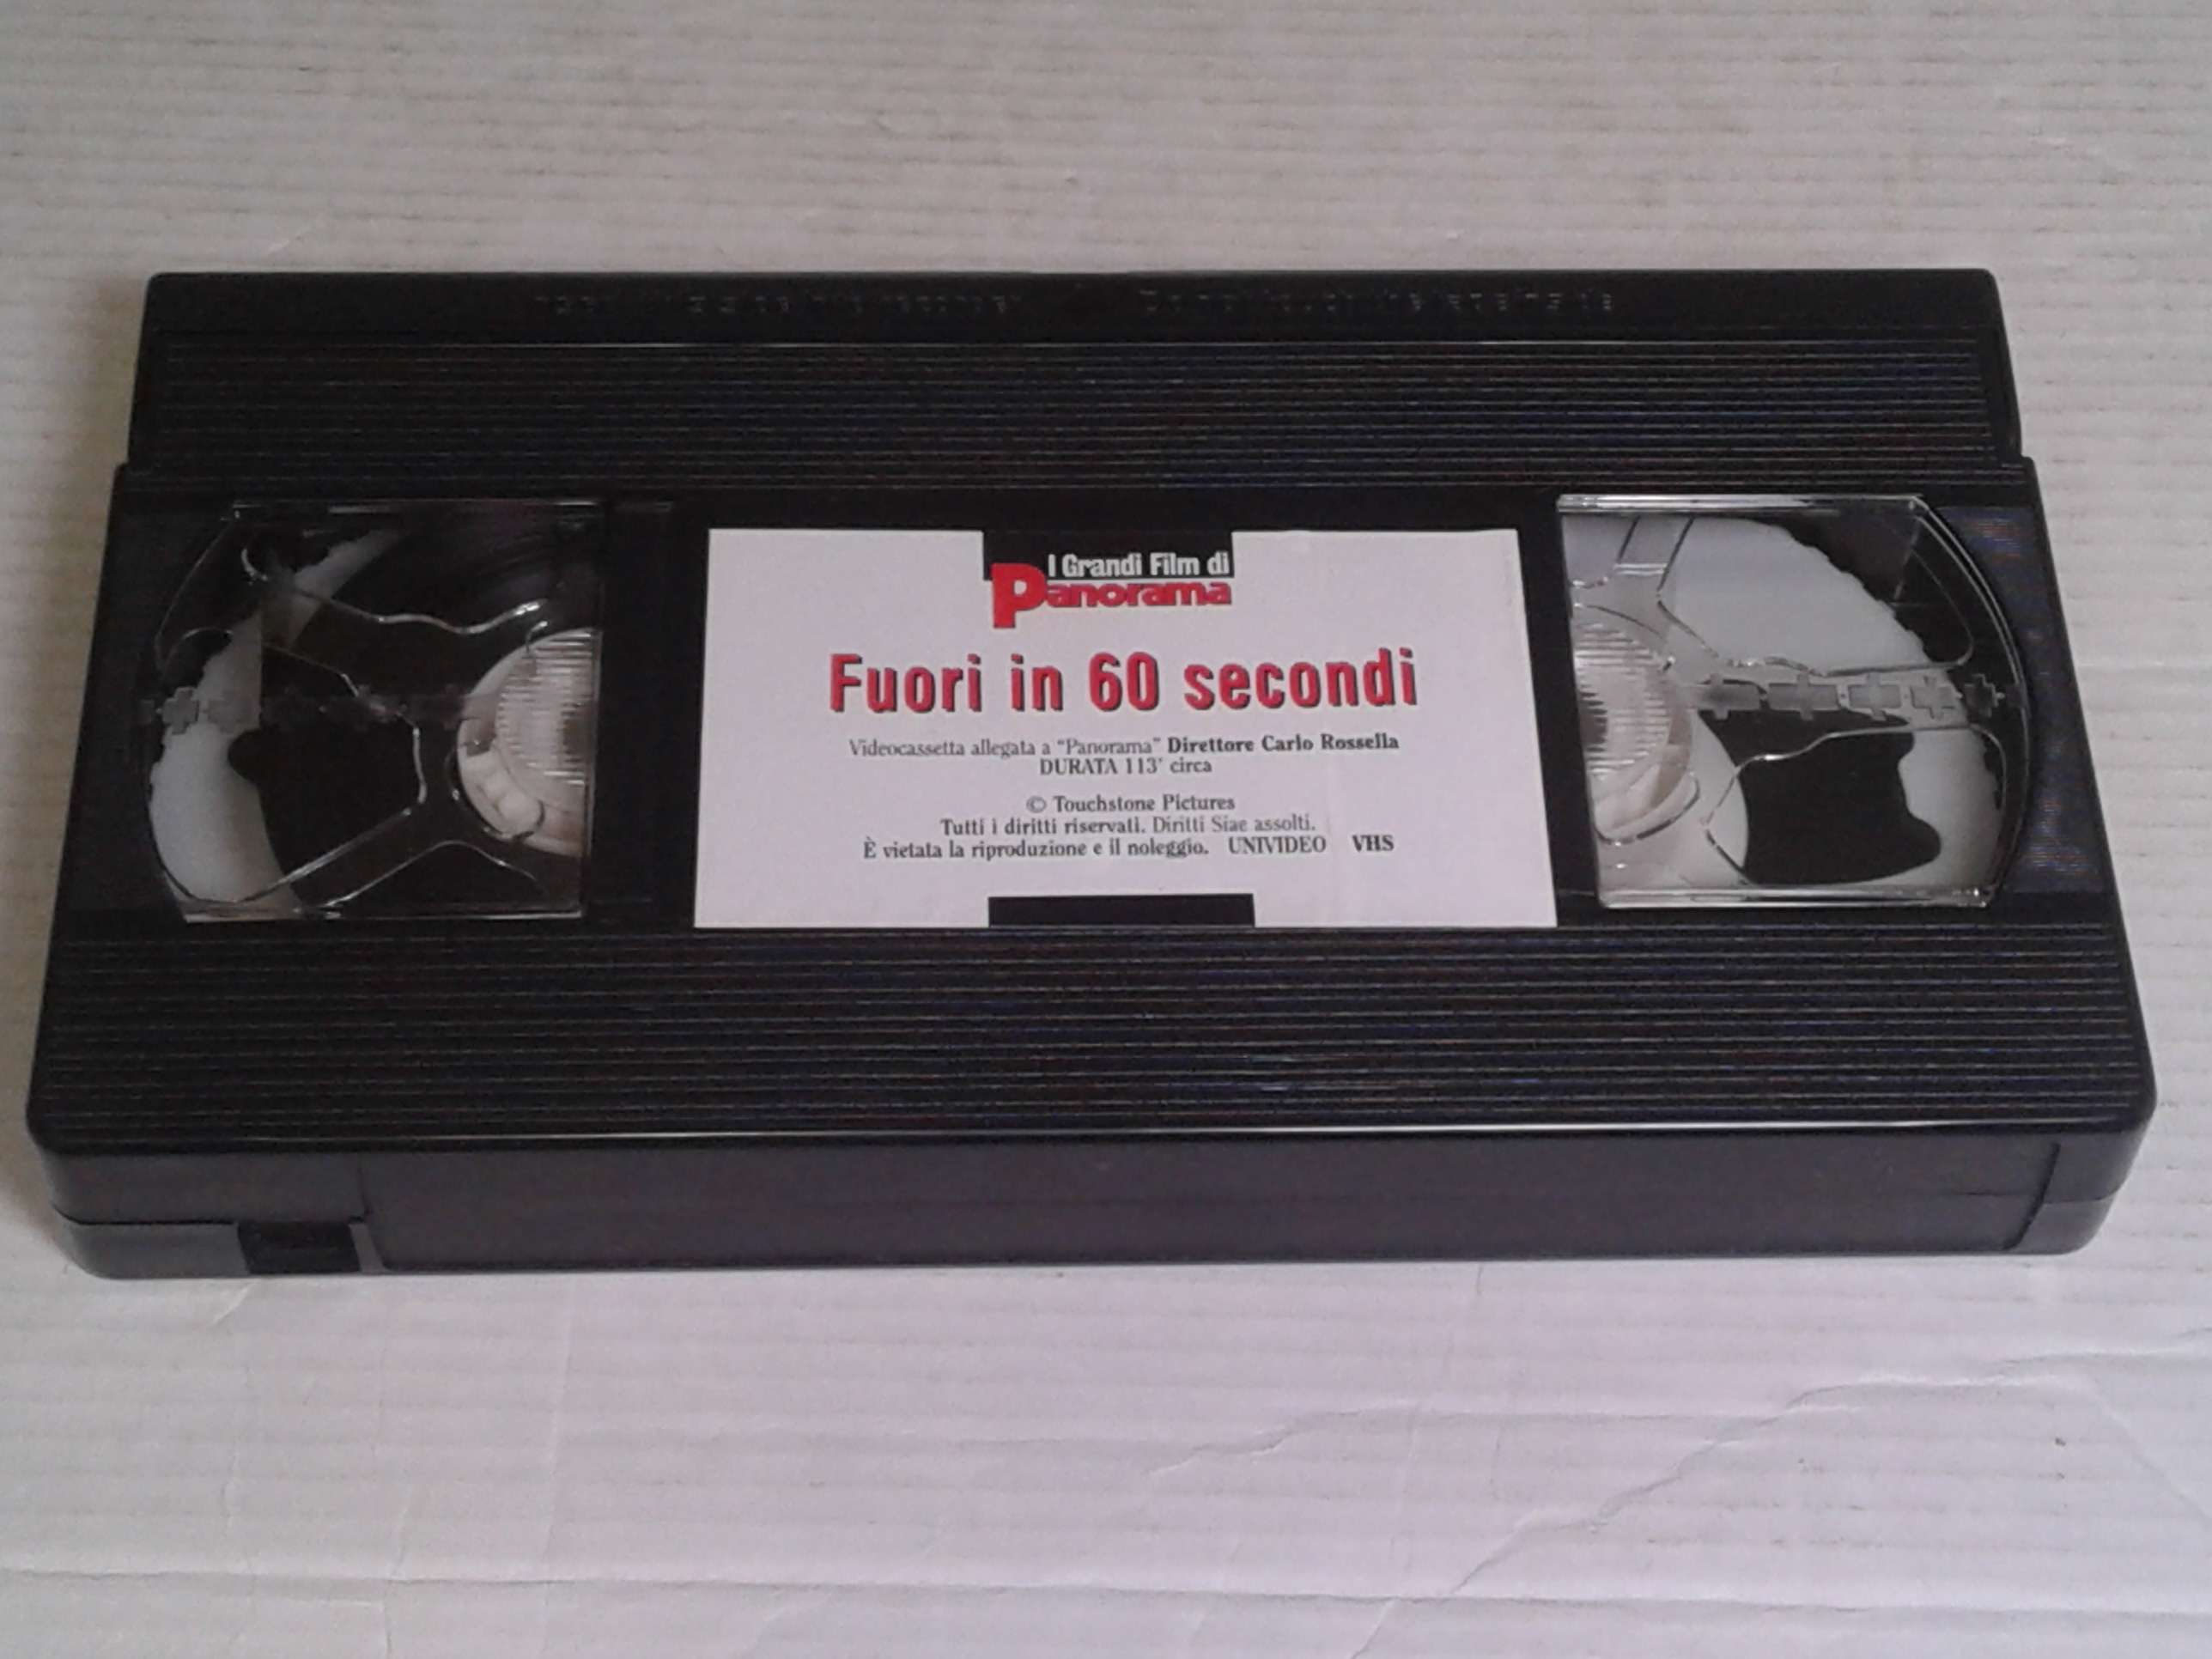 I Grandi Film di
Panorama
Fuori in 60 secondi
Videocassetta allegata a "Panorama" Direttore Carlo Rossella
DURATA 113' circa
© Touchstone Pictures
Tutti i diritti riservati. Diritti Siae assolti.
È vietata la riproduzione e il noleggio. UNIVIDEO VHS